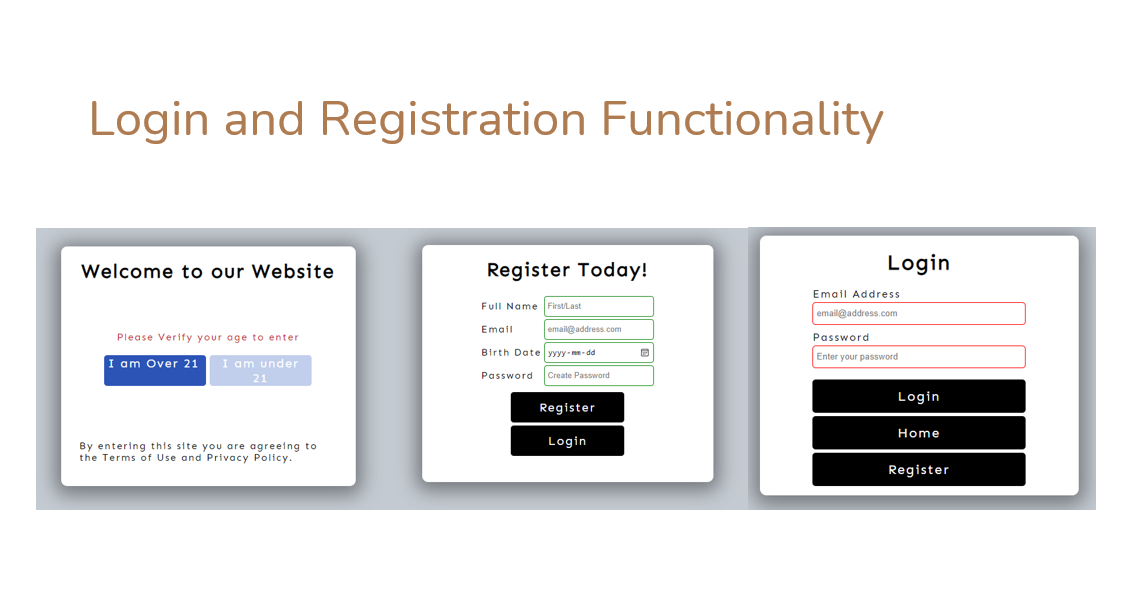 Login and Registration Functionality
Welcome to our Website
Please Verify your age to enter
I am Over 21
I am under
21
By entering this site you are agreeing to
the Terms of Use and Privacy Policy.
Register Today!
Full Name First/Last
Email email@address.com
Birth Date yyyy-mm-dd
Password Create Password
Register
Login
Login
Email Address
email@address.com
Password
Enter your password
Login
Home
Register